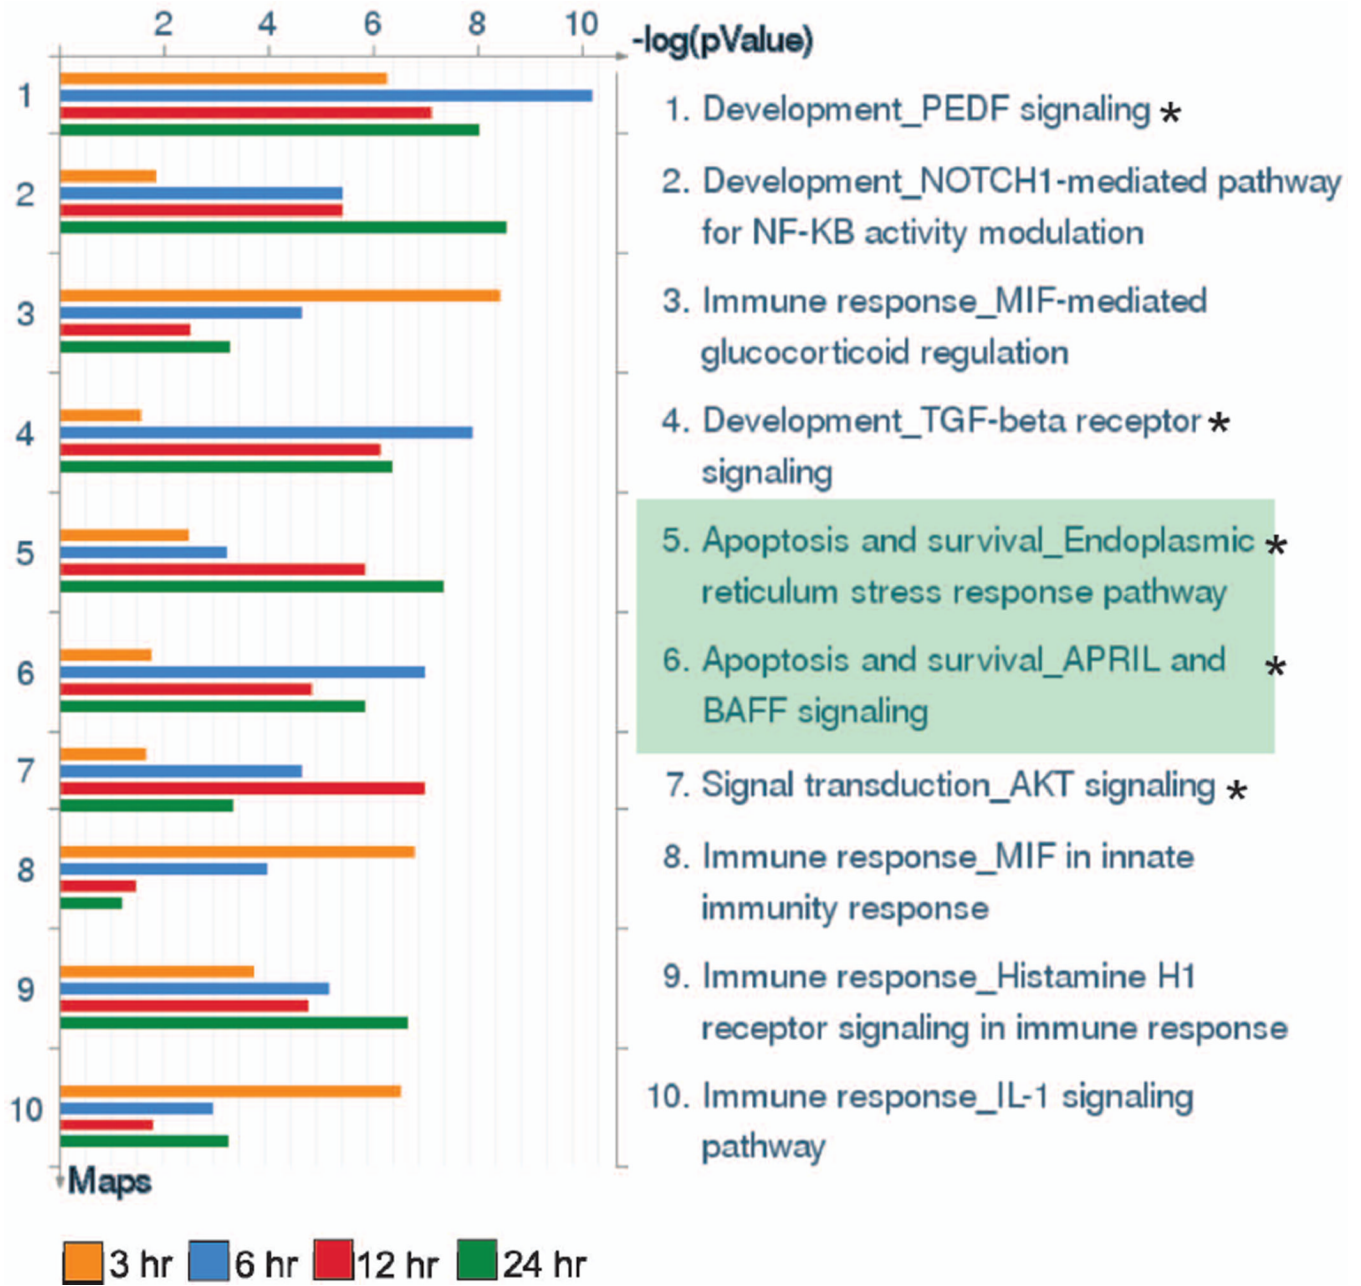 2 4 6 8 10
-log(pValue)
1
1. Development_PEDF signaling *
2
2. Development_NOTCH1-mediated pathway
for NF-KB activity modulation
3
3. Immune response_MIF-mediated
glucocorticoid regulation
4
4. Development_TGF-beta receptor *
signaling
5
5. Apoptosis and survival_Endoplasmic *
reticulum stress response pathway
6
6. Apoptosis and survival_APRIL and *
BAFF signaling
7
7. Signal transduction_AKT signaling *
8
8. Immune response_MIF in innate
immunity response
9
9. Immune response_Histamine H1
receptor signaling in immune response
10
10. Immune response_IL-1 signaling
pathway
Maps
3 hr 6 hr 12 hr 24 hr